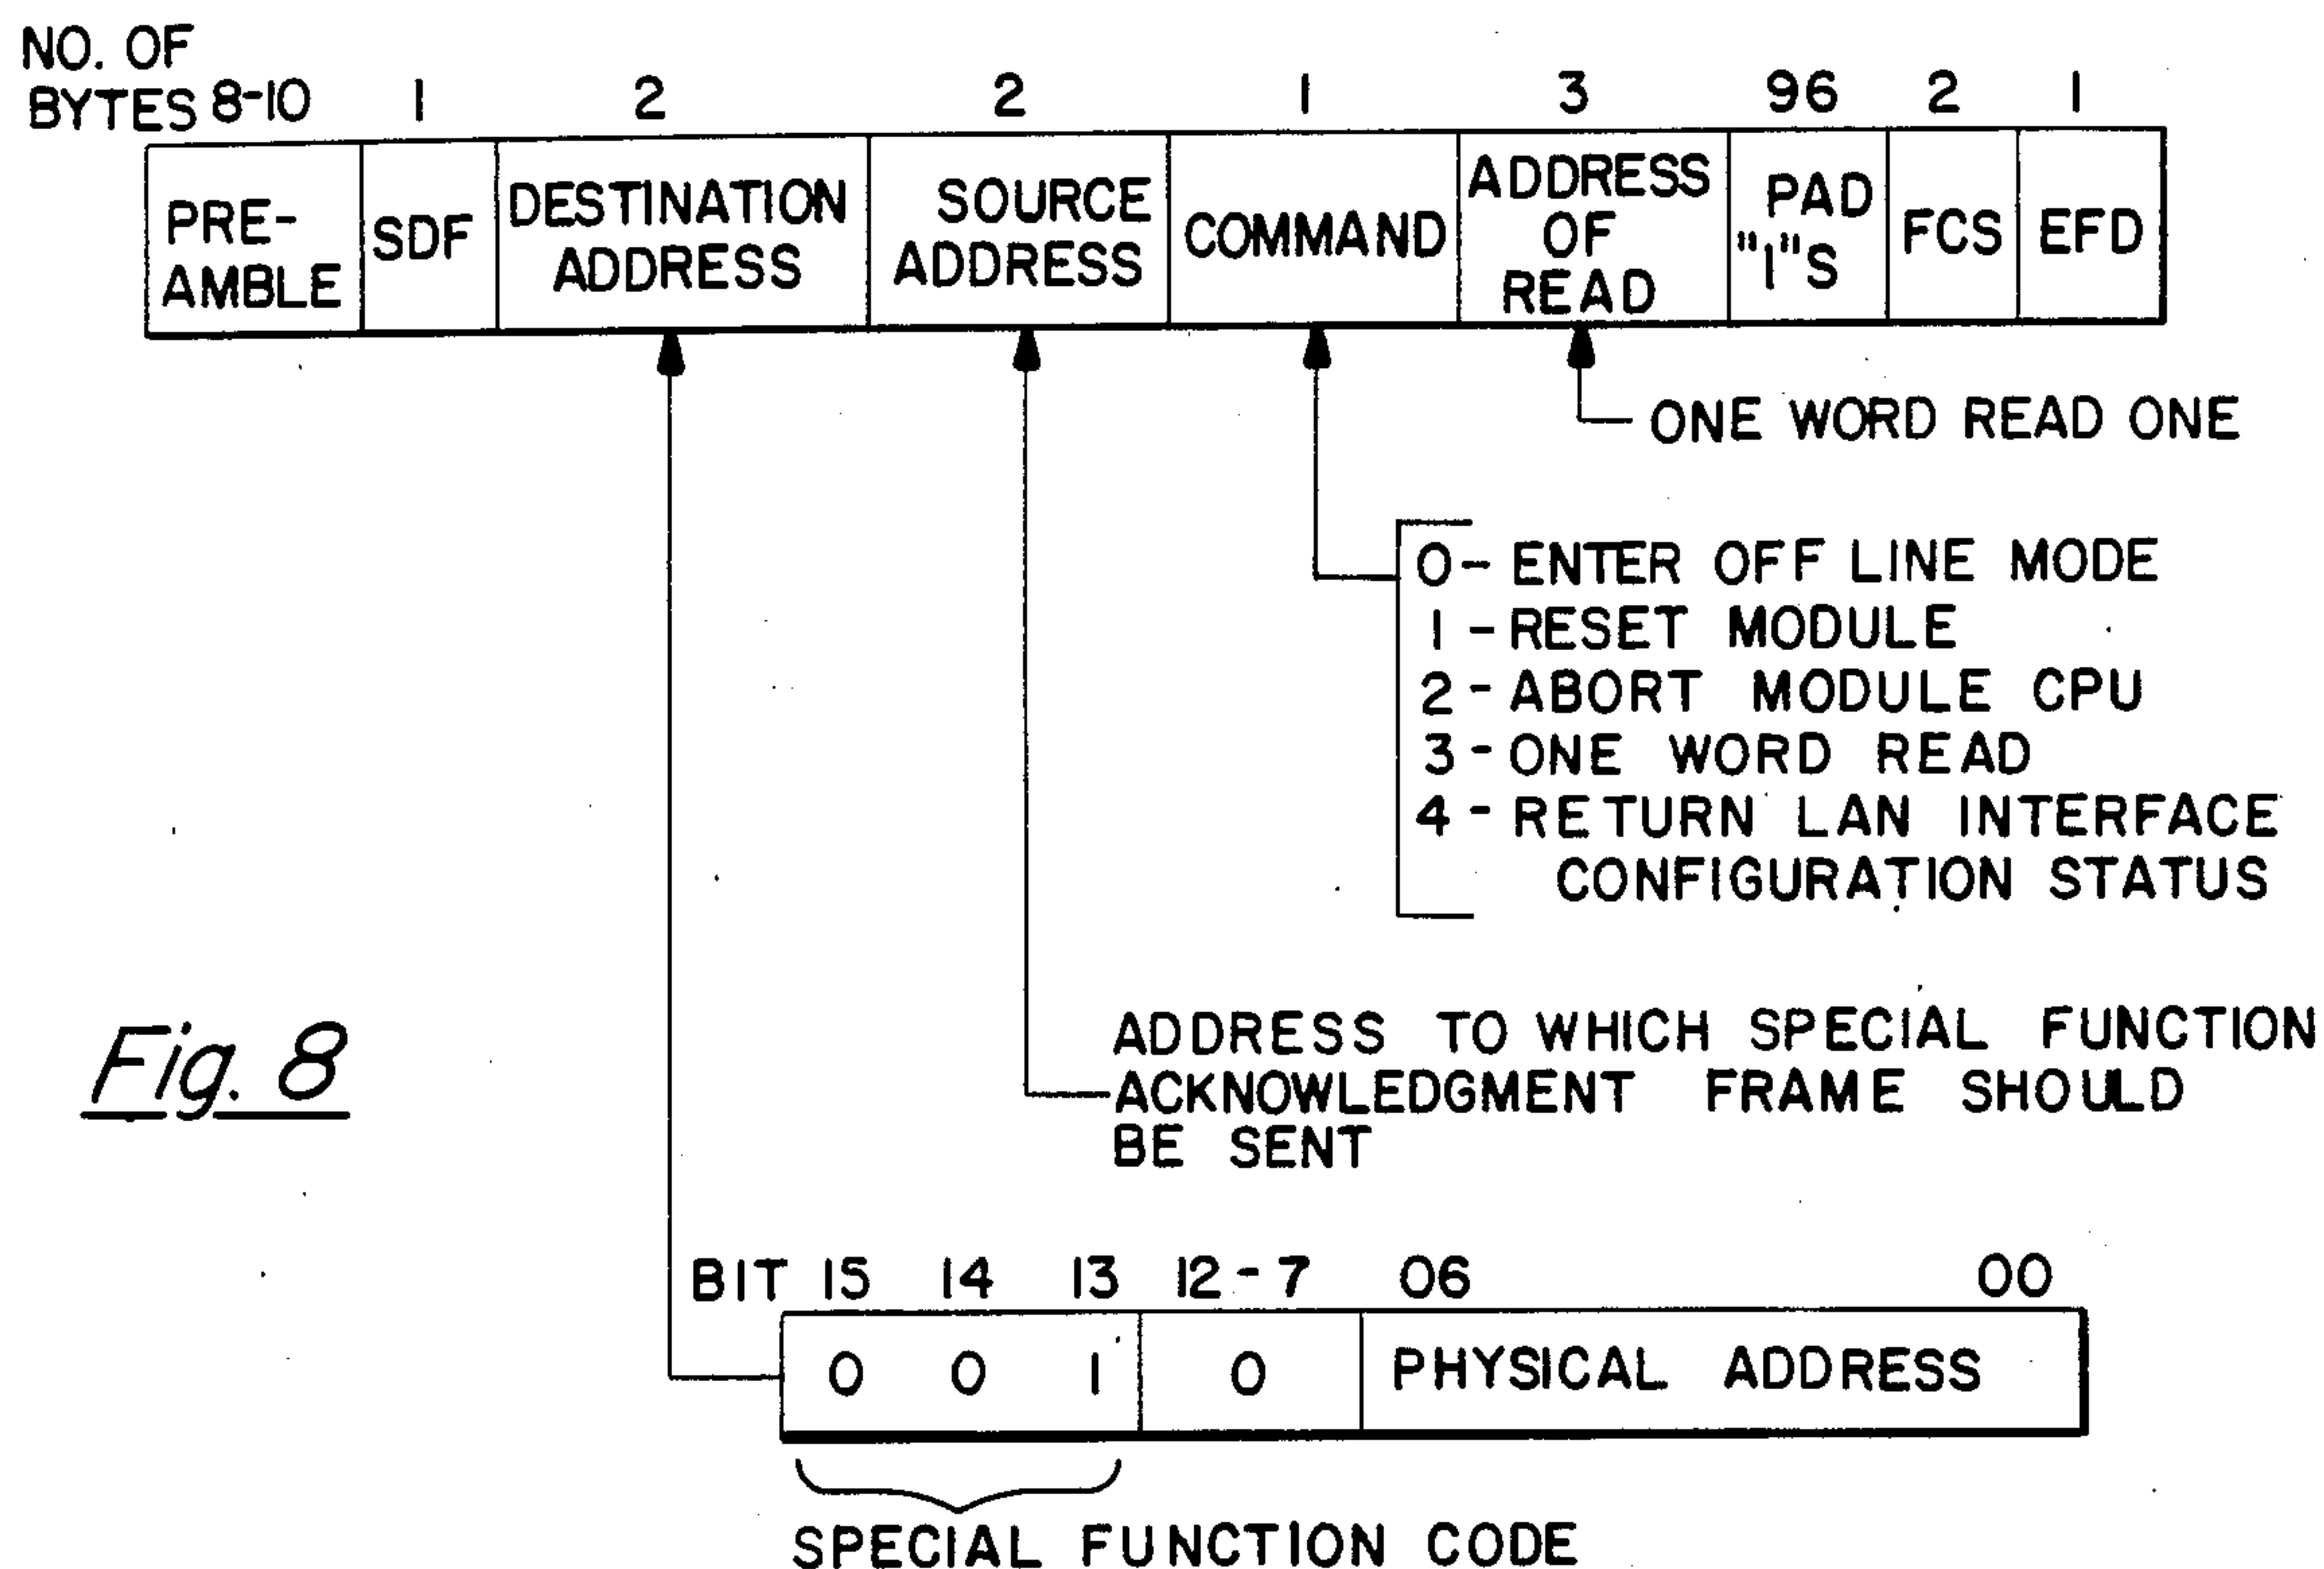 NO. OF
BYTES 8-10 1 2 2 1 3 96 2 1
PRE-
AMBLE
SDF
DESTINATION
ADDRESS
SOURCE
ADDRESS
COMMAND
ADDRESS
OF
READ
PAD
"1"S
FCS
EFD
ONE WORD READ ONE
0- ENTER OFF LINE MODE
1 - RESET MODULE
2 - ABORT MODULE CPU
3 - ONE WORD READ
4 - RETURN LAN INTERFACE
CONFIGURATION STATUS
ADDRESS TO WHICH SPECIAL FUNCTION
ACKNOWLEDGMENT FRAME SHOULD
BE SENT
Fig. 8
BIT 15 14 13 12-7 06 00
0 0 1 0 PHYSICAL ADDRESS
SPECIAL FUNCTION CODE